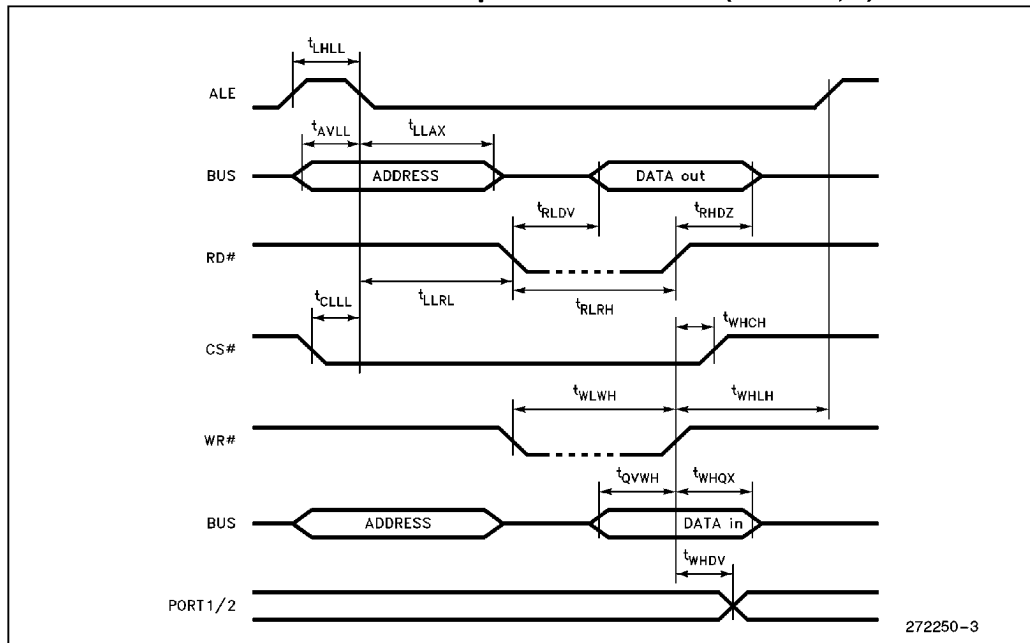 tLHLL
ALE
tAVLL tLLAX
BUS ADDRESS DATA out
tRLDV tRHDZ
RD#
tCLLL tLLRL tRLRH
tWHCH
CS#
tWLWH tWHLH
WR#
tQVWH tWHQX
BUS ADDRESS DATA in
tWHDV
PORT1/2
272250-3